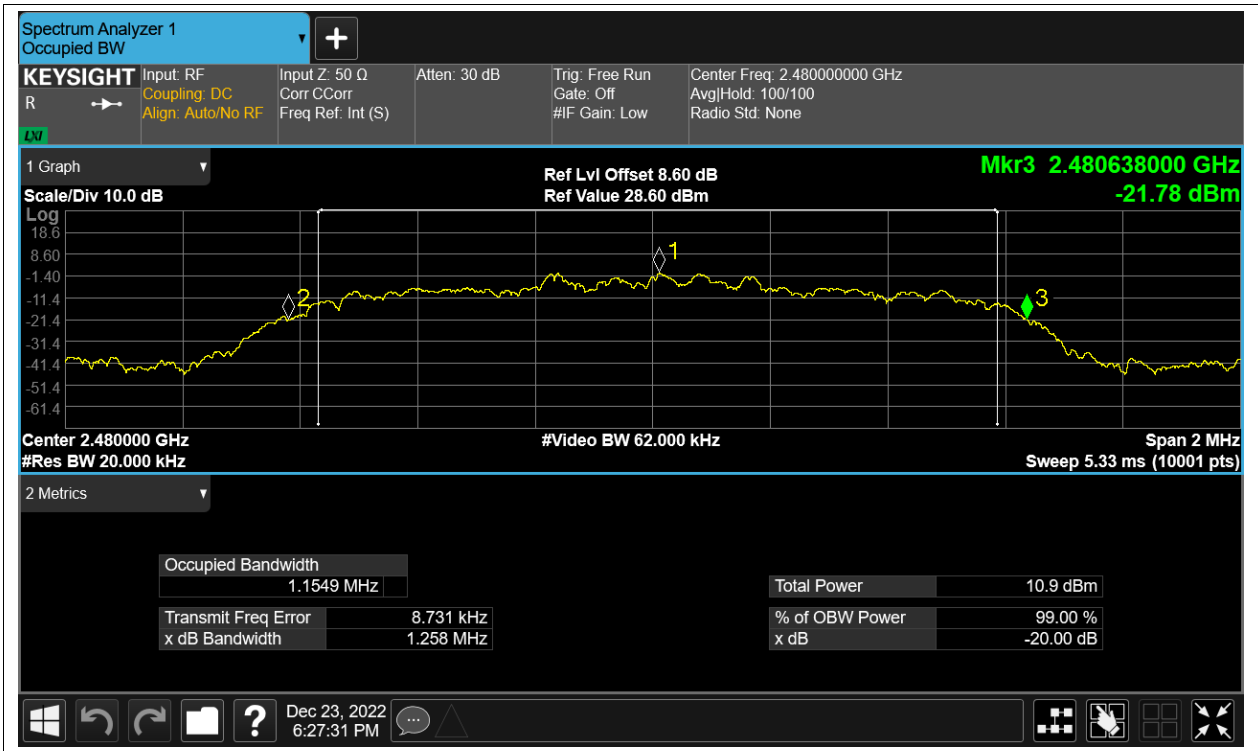 Spectrum Analyzer 1
Occupied BW
KEYSIGHT
R
LXI
Input: RF
Coupling: DC
Align: Auto/No RF
Input Z: 50 Ω
Corr CCorr
Freq Ref: Int (S)
Atten: 30 dB
Trig: Free Run
Gate: Off
#IF Gain: Low
Center Freq: 2.480000000 GHz
Avg|Hold: 100/100
Radio Std: None
1 Graph
Scale/Div 10.0 dB
Ref Lvl Offset 8.60 dB
Ref Value 28.60 dBm
Mkr3 2.480638000 GHz
-21.78 dBm
Log
18.6
8.60
-1.40
-11.4
-21.4
-31.4
-41.4
-51.4
-61.4
1
2
3
Center 2.480000 GHz
#Video BW 62.000 kHz
Span 2 MHz
#Res BW 20.000 kHz
Sweep 5.33 ms (10001 pts)
2 Metrics
Occupied Bandwidth
1.1549 MHz
Total Power 10.9 dBm
Transmit Freq Error 8.731 kHz
% of OBW Power 99.00 %
x dB Bandwidth 1.258 MHz
x dB -20.00 dB
?
Dec 23, 2022
6:27:31 PM